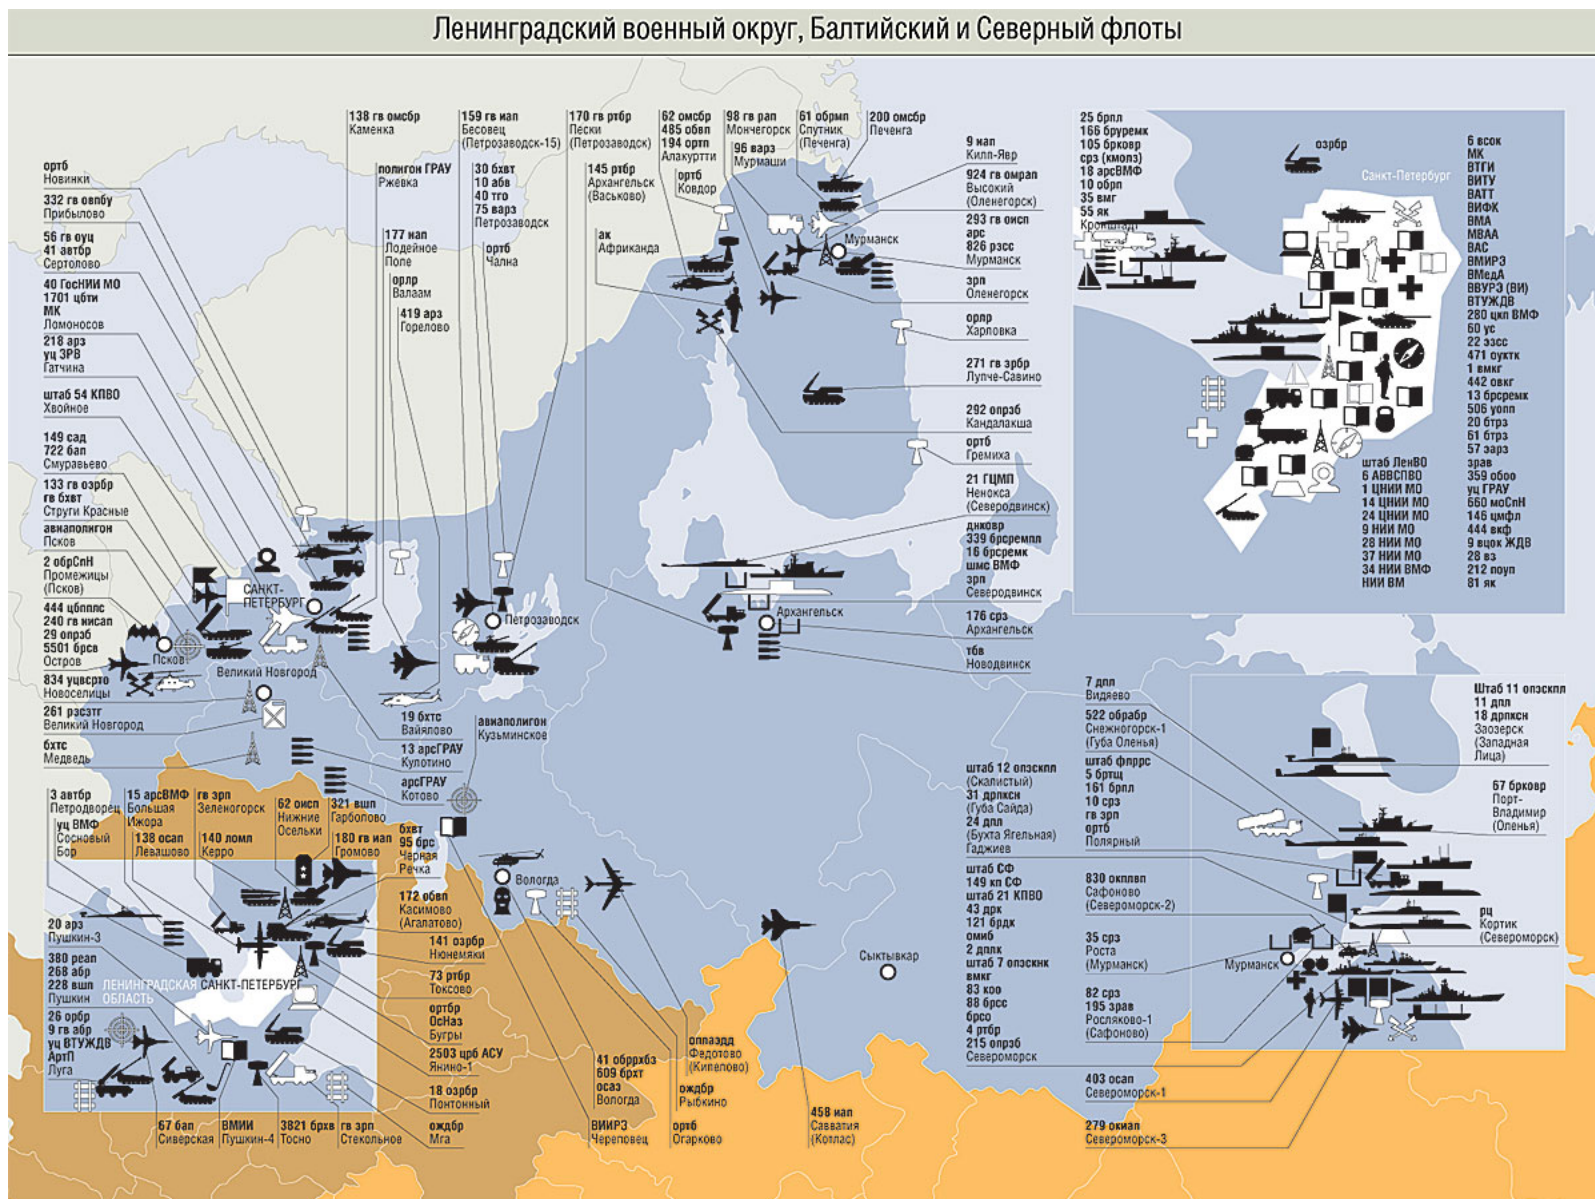 Ленинградский военный округ, Балтийский и Северный флоты
138 гв омсбр
Каменка
159 гв иап
Бесовец
(Петрозаводск-15)
170 гв ртбр
Пески
(Петрозаводск)
62 омсбр
485 обвп
194 ортп
Алакуртти
98 гв рап
Мончегорск
96 варз
Мурмаши
61 обрмп
Спутник
(Печенга)
200 омсбр
Печенга
ортб
Новинки
332 гв овпбу
Прибылово
56 гв оуц
41 автбр
Сертолово
40 ГосНИИ МО
1701 цбти
МК
Ломоносов
218 арз
уц ЗРВ
Гатчина
штаб 54 КПВО
Хвойное
149 сад
722 бап
Смуравьево
133 гв озрбр
гв бхвт
Струги Красные
авиаполигон
Псков
2 обрСпН
Промежицы
(Псков)
444 цбпплс
240 гв иисап
29 опрэб
5501 брсв
Остров
834 уцвсрто
Новоселицы
261 рэсэтг
Великий Новгород
бхтс
Медведь
полигон ГРАУ
Ржевка
177 иап
Лодейное
Поле
орлр
Валаам
419 арз
Горелово
30 бхвт
10 абв
40 тго
75 варз
Петрозаводск
ортб
Чална
145 ртбр
Архангельск
(Васьково)
ак
Африканда
ортб
Ковдор
9 иап
Килп-Явр
924 гв омрап
Высокий
(Оленегорск)
293 гв оисп
арс
826 рэсс
Мурманск
зрп
Оленегорск
орлр
Харловка
271 гв зрбр
Лупче-Савино
292 опрэб
Кандалакша
ортб
Гремиха
21 ГЦМП
Ненокса
(Северодвинск)
днковр
339 брсремпл
16 брсремк
шмс ВМФ
зрп
Северодвинск
176 срз
Архангельск
тбв
Новодвинск
Мурманск
САНКТ-
ПЕТЕРБУРГ
Псков
Великий Новгород
Петрозаводск
Архангельск
19 бхтс
Вайялово
13 арсГРАУ
Кулотино
арсГРАУ
Котово
авиаполигон
Кузьминское
25 брпл
166 бруремк
105 брковр
срз (кмолз)
18 арсВМФ
10 обрп
35 вмг
55 як
Кронштадт
озрбр
Санкт-Петербург
6 всок
МК
ВТГИ
ВИТУ
ВАТТ
ВИФК
ВМА
МВАА
ВАС
ВМИРЭ
ВМедА
ВВУРЭ (ВИ)
ВТУЖДВ
280 цкп ВМФ
60 ус
22 эзсс
471 оуктк
1 вмкг
442 овкг
13 брсремк
506 уопп
20 бтрз
61 бтрз
57 эарз
зрав
359 обоо
уц ГРАУ
660 моСпН
146 цмфл
444 вкф
9 вцок ЖДВ
28 вз
212 поуп
81 як
штаб ЛенВО
6 АВВСПВО
1 ЦНИИ МО
14 ЦНИИ МО
24 ЦНИИ МО
9 НИИ МО
28 НИИ МО
37 НИИ МО
34 НИИ ВМФ
НИИ ВМ
3 автбр
Петродворец
уц ВМФ
Сосновый
Бор
15 арсВМФ
Большая
Ижора
138 осап
Левашово
гв зрп
Зеленогорск
140 ломп
Керро
62 оисп
Нижние
Осельки
321 вшп
Гарболово
180 гв иап
Громово
бхвт
95 брс
Черная
Речка
172 обвп
Касимово
(Агалатово)
141 озрбр
Нюнемяки
73 ртбр
Токсово
ортбр
ОсНаз
Бугры
2503 црб АСУ
Янино-1
18 озрбр
Понтонный
ождбр
Мга
20 арз
Пушкин-3
380 реап
268 абр
228 вшп
Пушкин
26 орбр
9 гв абр
уц ВТУЖДВ
АртП
Луга
ЛЕНИНГРАДСКАЯ
ОБЛАСТЬ
САНКТ-ПЕТЕРБУРГ
67 бап
Сиверская
ВМИИ
Пушкин-4
3821 брхв
Тосно
гв зрп
Стекольное
Вологда
Сыктывкар
ВИИРЭ
Череповец
41 обррхбз
609 брхт
осаэ
Вологда
ортб
Огарково
оплаэдд
Федотово
(Кипелово)
ождбр
Рыбкино
458 иап
Савватия
(Котлас)
штаб 12 опэскпл
(Скалистый)
31 дрпксн
(Губа Сайда)
24 дпл
(Бухта Ягельная)
Гаджиев
штаб СФ
149 кп СФ
штаб 21 КПВО
43 дрк
121 брдк
омиб
2 дплк
штаб 7 опэскнк
вмкг
83 коо
88 брсс
брсо
4 ртбр
215 опрэб
Североморск
7 дпл
Видяево
522 обрабр
Снежногорск-1
(Губа Оленья)
штаб фпррс
5 бртщ
161 брпл
10 срз
гв зрп
ортб
Полярный
830 окплвп
Сафоново
(Североморск-2)
35 срз
Роста
(Мурманск)
82 срз
195 зрав
Росляково-1
(Сафоново)
403 осап
Североморск-1
279 окиап
Североморск-3
Штаб 11 опэскпл
11 дпл
18 дрпксн
Заозерск
(Западная
Лица)
67 брковр
Порт-
Владимир
(Оленья)
рц
Кортик
(Североморск)
Мурманск